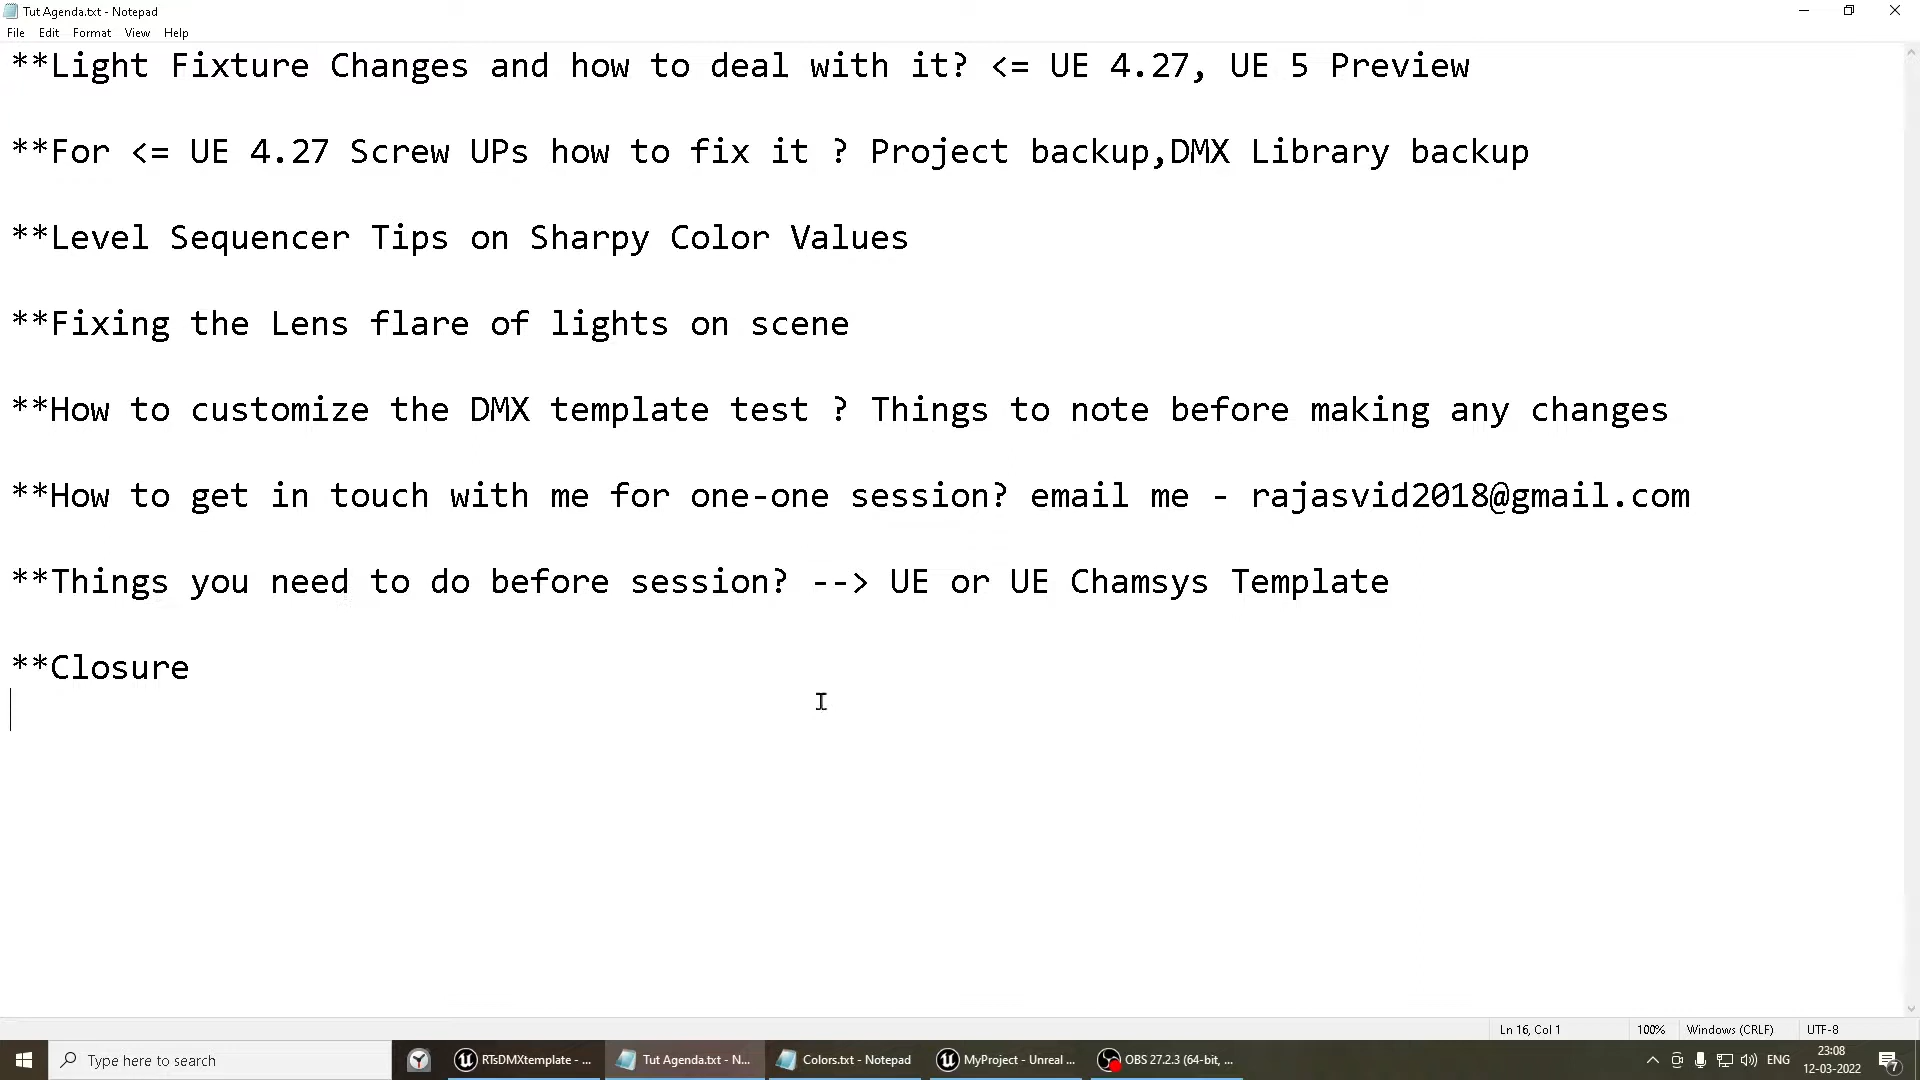 Tut Agenda.txt - Notepad
File Edit Format View Help
**Light Fixture Changes and how to deal with it? <= UE 4.27, UE 5 Preview
**For <= UE 4.27 Screw UPs how to fix it ? Project backup,DMX Library backup
**Level Sequencer Tips on Sharpy Color Values
**Fixing the Lens flare of lights on scene
**How to customize the DMX template test ? Things to note before making any changes
**How to get in touch with me for one-one session? email me - rajasvid2018@gmail.com
**Things you need to do before session? --> UE or UE Chamsys Template
**Closure
Ln 16, Col 1 100% Windows (CRLF) UTF-8
Type here to search RTsDMXtemplate - ... Tut Agenda.txt - N... Colors.txt - Notepad MyProject - Unreal ... OBS 27.2.3 (64-bit, ... ENG 23:08
12-03-2022 7